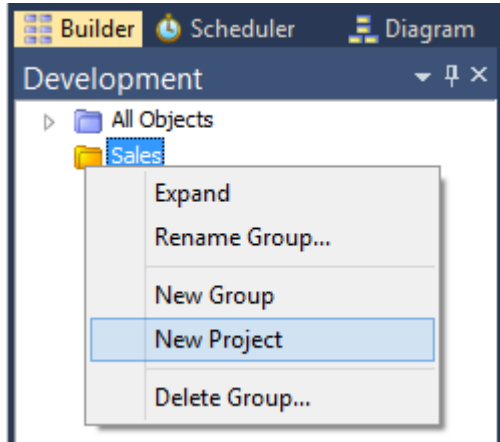 Builder Scheduler Diagram
Development
All Objects
Sales
Expand
Rename Group...
New Group
New Project
Delete Group...